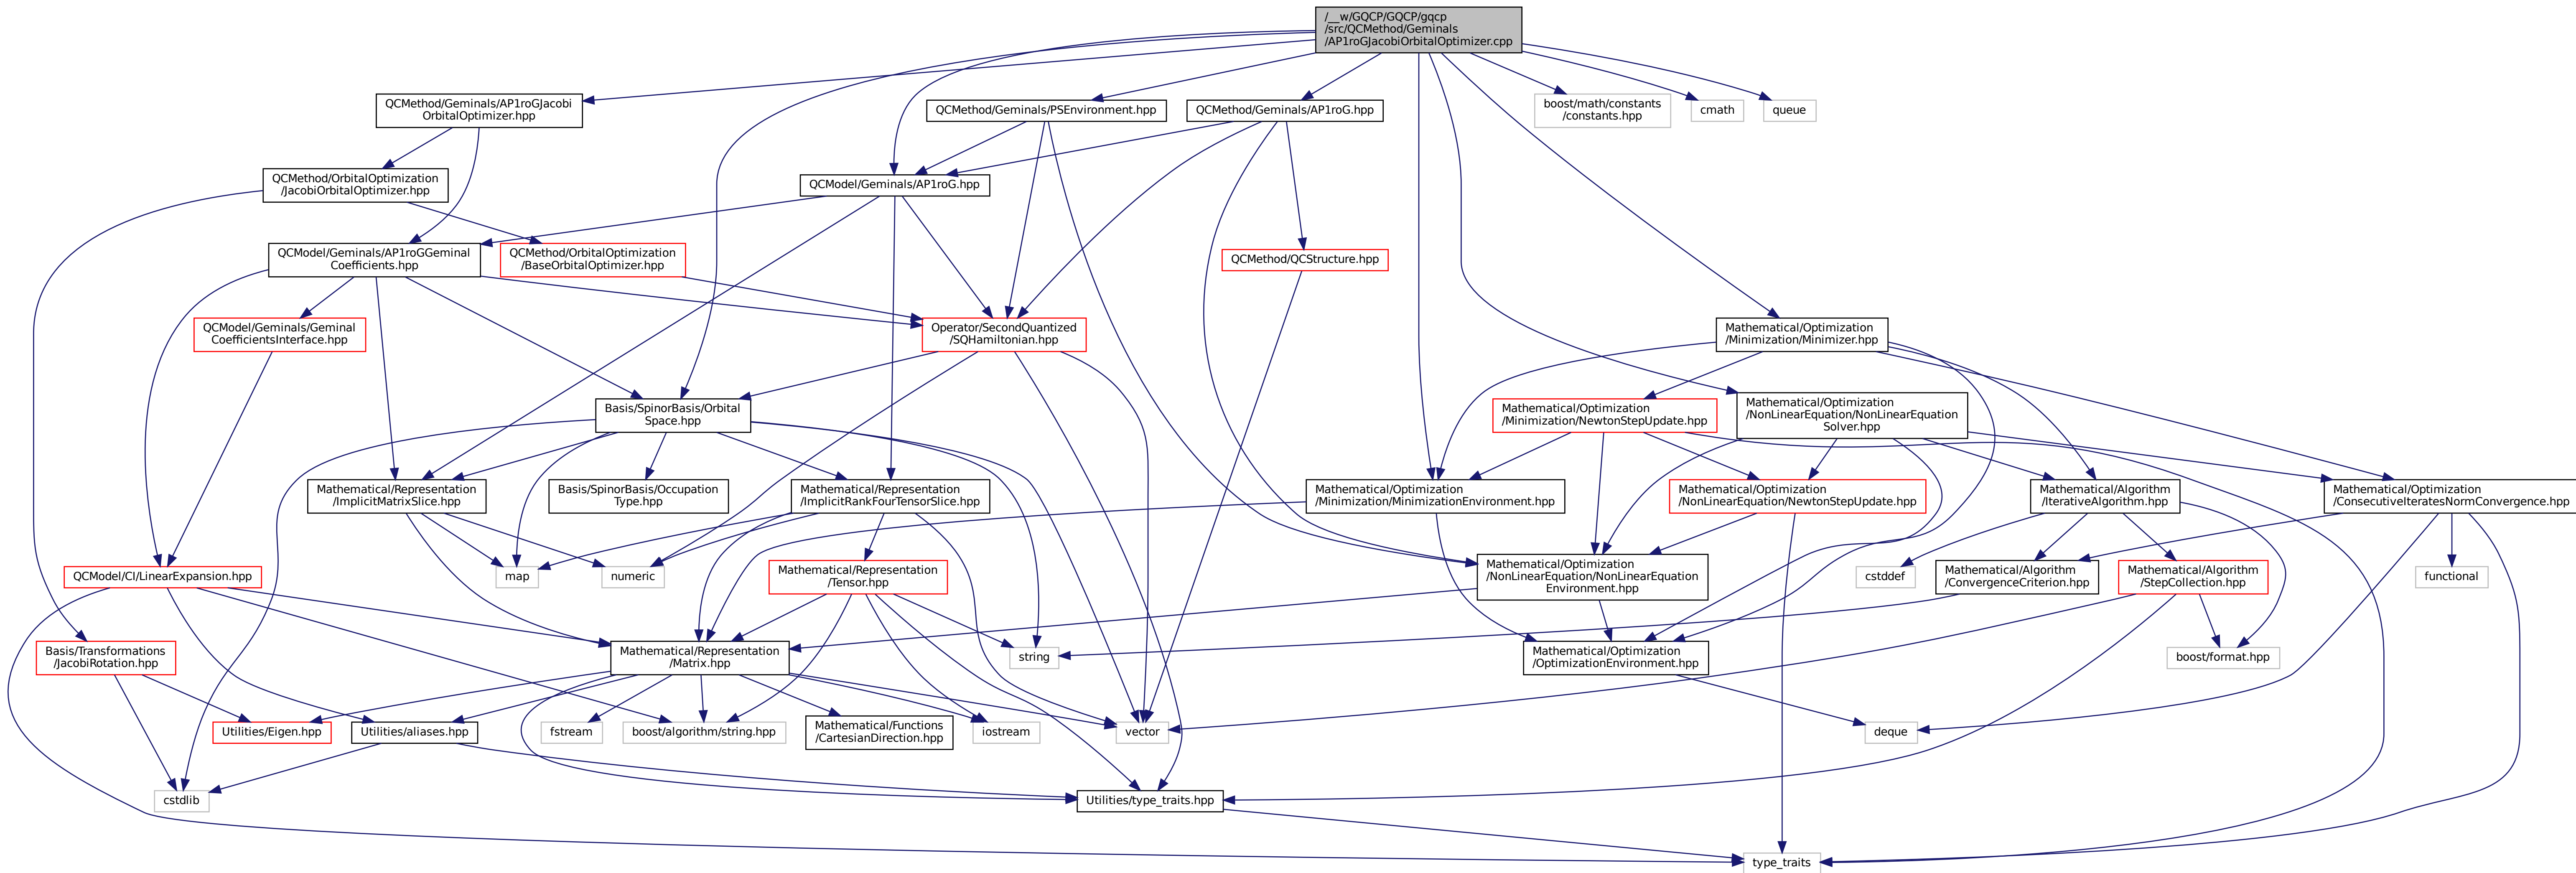 /__w/GQCP/GQCP/gqcp
/src/QCMethod/Geminals
/AP1roGJacobiOrbitalOptimizer.cpp
QCMethod/Geminals/AP1roGJacobi
OrbitalOptimizer.hpp
QCMethod/Geminals/PSEnvironment.hpp
QCMethod/Geminals/AP1roG.hpp
boost/math/constants
/constants.hpp
cmath
queue
QCMethod/OrbitalOptimization
/JacobiOrbitalOptimizer.hpp
QCModel/Geminals/AP1roG.hpp
QCModel/Geminals/AP1roGGeminal
Coefficients.hpp
QCMethod/OrbitalOptimization
/BaseOrbitalOptimizer.hpp
QCMethod/QCStructure.hpp
QCModel/Geminals/Geminal
CoefficientsInterface.hpp
Operator/SecondQuantized
/SQHamiltonian.hpp
Mathematical/Optimization
/Minimization/Minimizer.hpp
Basis/SpinorBasis/Orbital
Space.hpp
Mathematical/Optimization
/Minimization/NewtonStepUpdate.hpp
Mathematical/Optimization
/NonLinearEquation/NonLinearEquation
Solver.hpp
Mathematical/Representation
/ImplicitMatrixSlice.hpp
Basis/SpinorBasis/Occupation
Type.hpp
Mathematical/Representation
/ImplicitRankFourTensorSlice.hpp
Mathematical/Optimization
/Minimization/MinimizationEnvironment.hpp
Mathematical/Optimization
/NonLinearEquation/NewtonStepUpdate.hpp
Mathematical/Algorithm
/IterativeAlgorithm.hpp
Mathematical/Optimization
/ConsecutiveIteratesNormConvergence.hpp
QCModel/CI/LinearExpansion.hpp
map
numeric
Mathematical/Representation
/Tensor.hpp
Mathematical/Optimization
/NonLinearEquation/NonLinearEquation
Environment.hpp
cstddef
Mathematical/Algorithm
/ConvergenceCriterion.hpp
Mathematical/Algorithm
/StepCollection.hpp
functional
Basis/Transformations
/JacobiRotation.hpp
Mathematical/Representation
/Matrix.hpp
string
Mathematical/Optimization
/OptimizationEnvironment.hpp
boost/format.hpp
Utilities/Eigen.hpp
Utilities/aliases.hpp
fstream
boost/algorithm/string.hpp
Mathematical/Functions
/CartesianDirection.hpp
iostream
vector
deque
cstdlib
Utilities/type_traits.hpp
type_traits